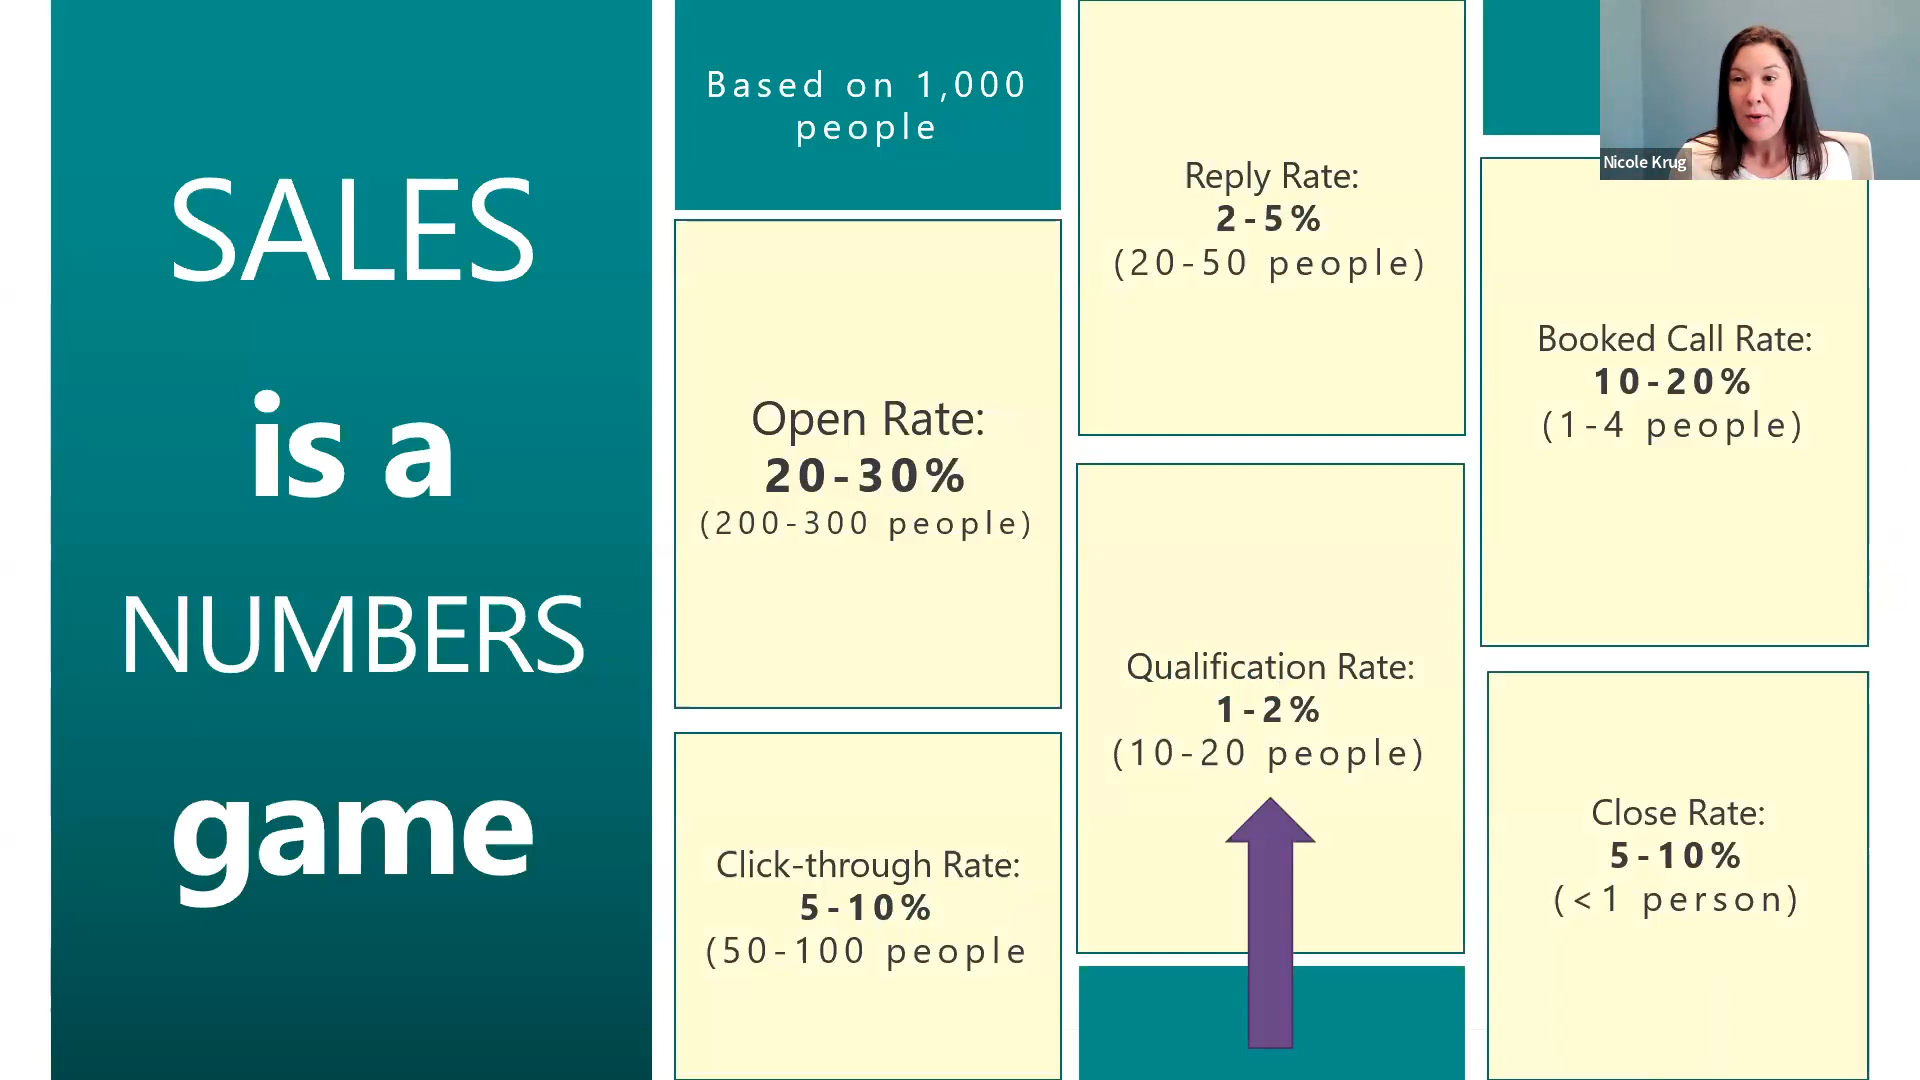 SALES
is a
NUMBERS
game
Based on 1,000
people
Open Rate:
20-30%
(200-300 people)
Click-through Rate:
5-10%
(50-100 people
Reply Rate:
2-5%
(20-50 people)
Qualification Rate:
1-2%
(10-20 people)
Booked Call Rate:
10-20%
(1-4 people)
Close Rate:
5-10%
(<1 person)
Nicole Krug